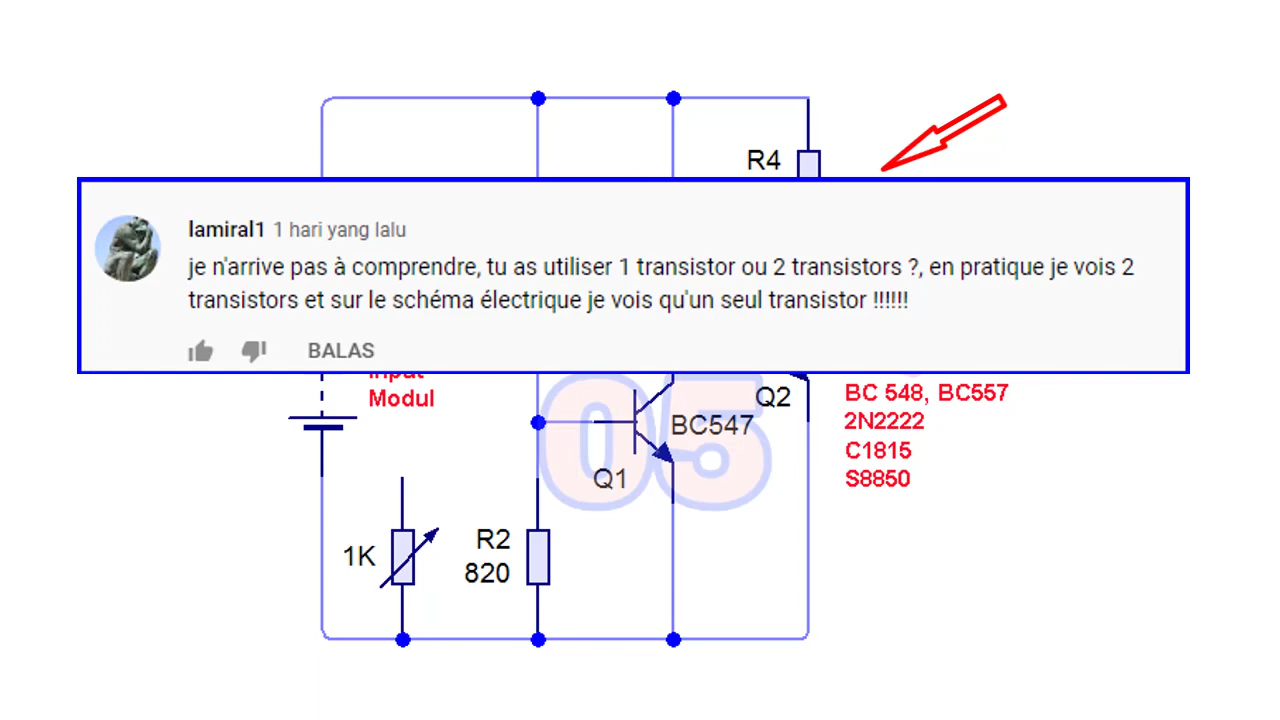 R4
lamiral1 1 hari yang lalu
je n'arrive pas à comprendre, tu as utiliser 1 transistor ou 2 transistors ?, en pratique je vois 2
transistors et sur le schéma électrique je vois qu'un seul transistor !!!!!!
BALAS
Input
Modul
Q2
BC 548, BC557
2N2222
C1815
S8850
05
BC547
Q1
1K
R2
820